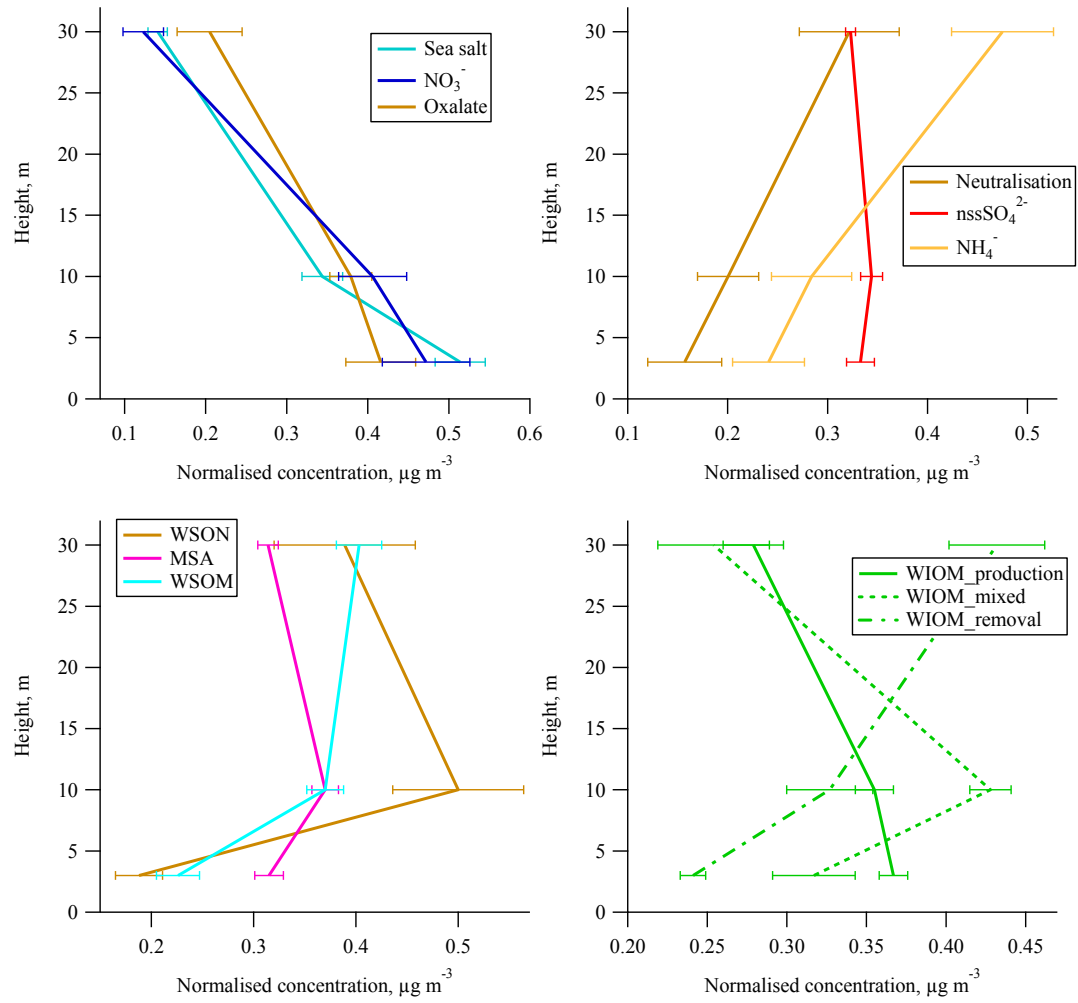 30
25
20
15
10
5
0
Height, m
Sea salt
NO₃⁻
Oxalate
0.1 0.2 0.3 0.4 0.5 0.6
Normalised concentration, µg m⁻³
30
25
20
15
10
5
0
Height, m
Neutralisation
nssSO₄²⁻
NH₄⁻
0.1 0.2 0.3 0.4 0.5
Normalised concentration, µg m⁻³
WSON
MSA
WSOM
30
25
20
15
10
5
0
Height, m
0.2 0.3 0.4 0.5
Normalised concentration, µg m⁻³
30
25
20
15
10
5
0
Height, m
WIOM_production
WIOM_mixed
WIOM_removal
0.20 0.25 0.30 0.35 0.40 0.45
Normalised concentration, µg m⁻³